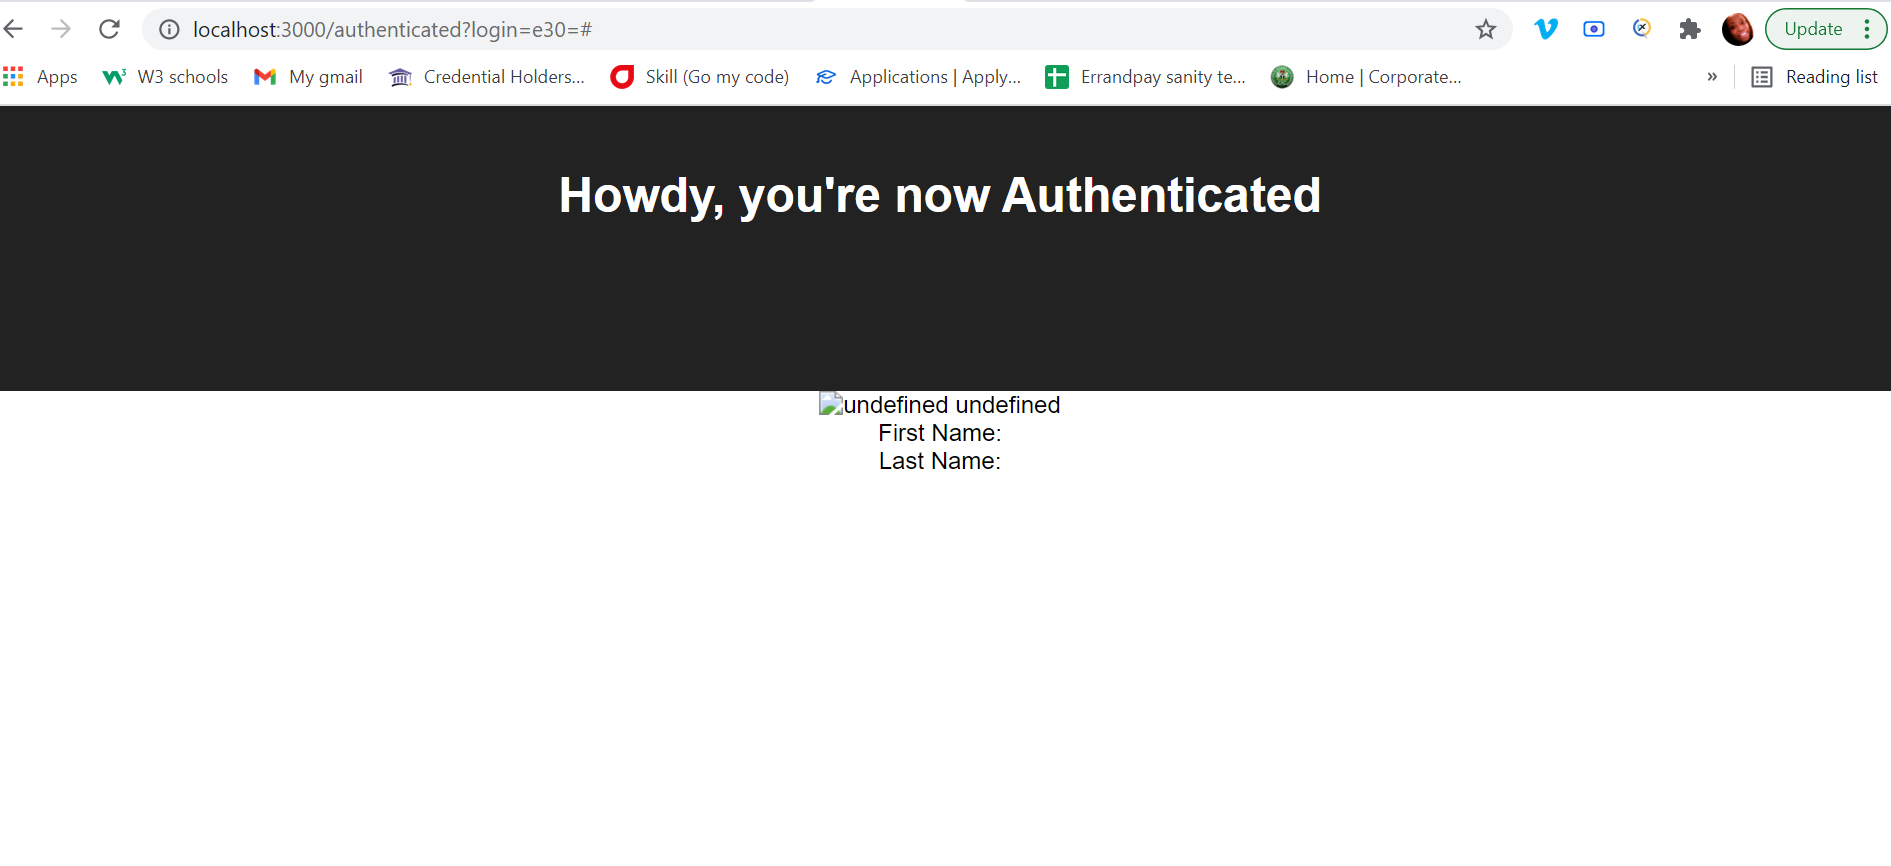 localhost:3000/authenticated?login=e30=# Update
Apps W3 schools My gmail Credential Holders... Skill (Go my code) Applications | Apply... Errandpay sanity te... Home | Corporate... » Reading list
Howdy, you're now Authenticated
undefined undefined
First Name:
Last Name: